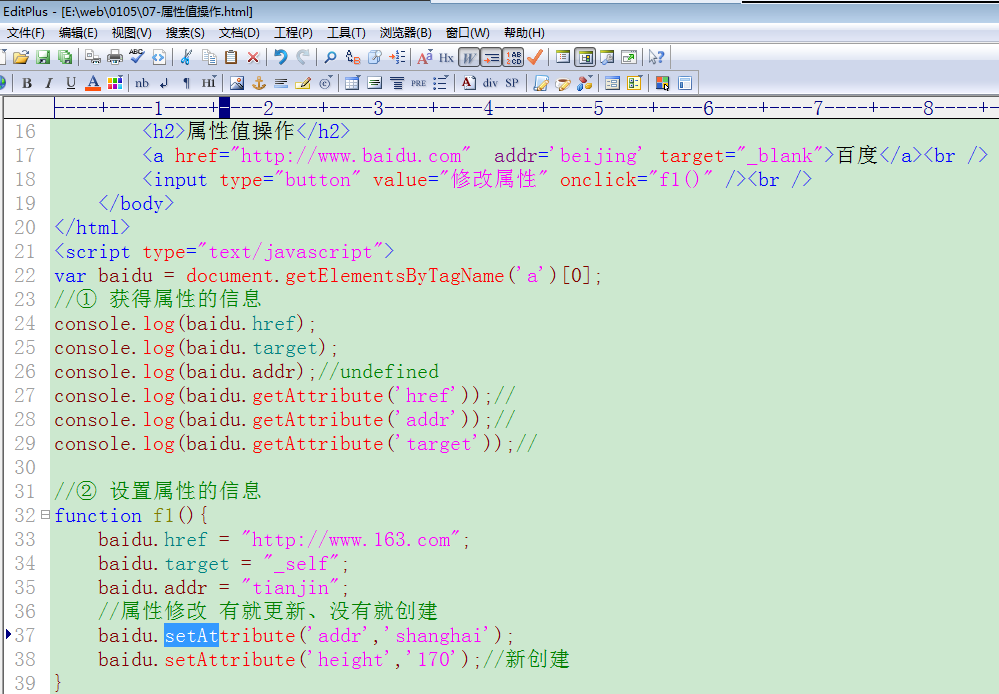 EditPlus - [E:\web\0105\07-属性值操作.html]
文件(F) 编辑(E) 视图(V) 搜索(S) 文档(D) 工程(P) 工具(T) 浏览器(B) 窗口(W) 帮助(H)
ABC Aa Hx W 1AB 2CD
B I U A nb ¶ HI PRE A div SP
----+----1----+----2----+----3----+----4----+----5----+----6----+----7----+----8----+-
16 <h2>属性值操作</h2>
17 <a href="http://www.baidu.com"  addr='beijing' target="_blank">百度</a><br />
18 <input type="button" value="修改属性" onclick="f1()" /><br />
19 </body>
20 </html>
21 <script type="text/javascript">
22 var baidu = document.getElementsByTagName('a')[0];
23 //① 获得属性的信息
24 console.log(baidu.href);
25 console.log(baidu.target);
26 console.log(baidu.addr);//undefined
27 console.log(baidu.getAttribute('href'));//
28 console.log(baidu.getAttribute('addr'));//
29 console.log(baidu.getAttribute('target'));//
30
31 //② 设置属性的信息
32 function f1(){
33 baidu.href = "http://www.163.com";
34 baidu.target = "_self";
35 baidu.addr = "tianjin";
36 //属性修改 有就更新、没有就创建
37 baidu.setAttribute('addr','shanghai');
38 baidu.setAttribute('height','170');//新创建
39 }